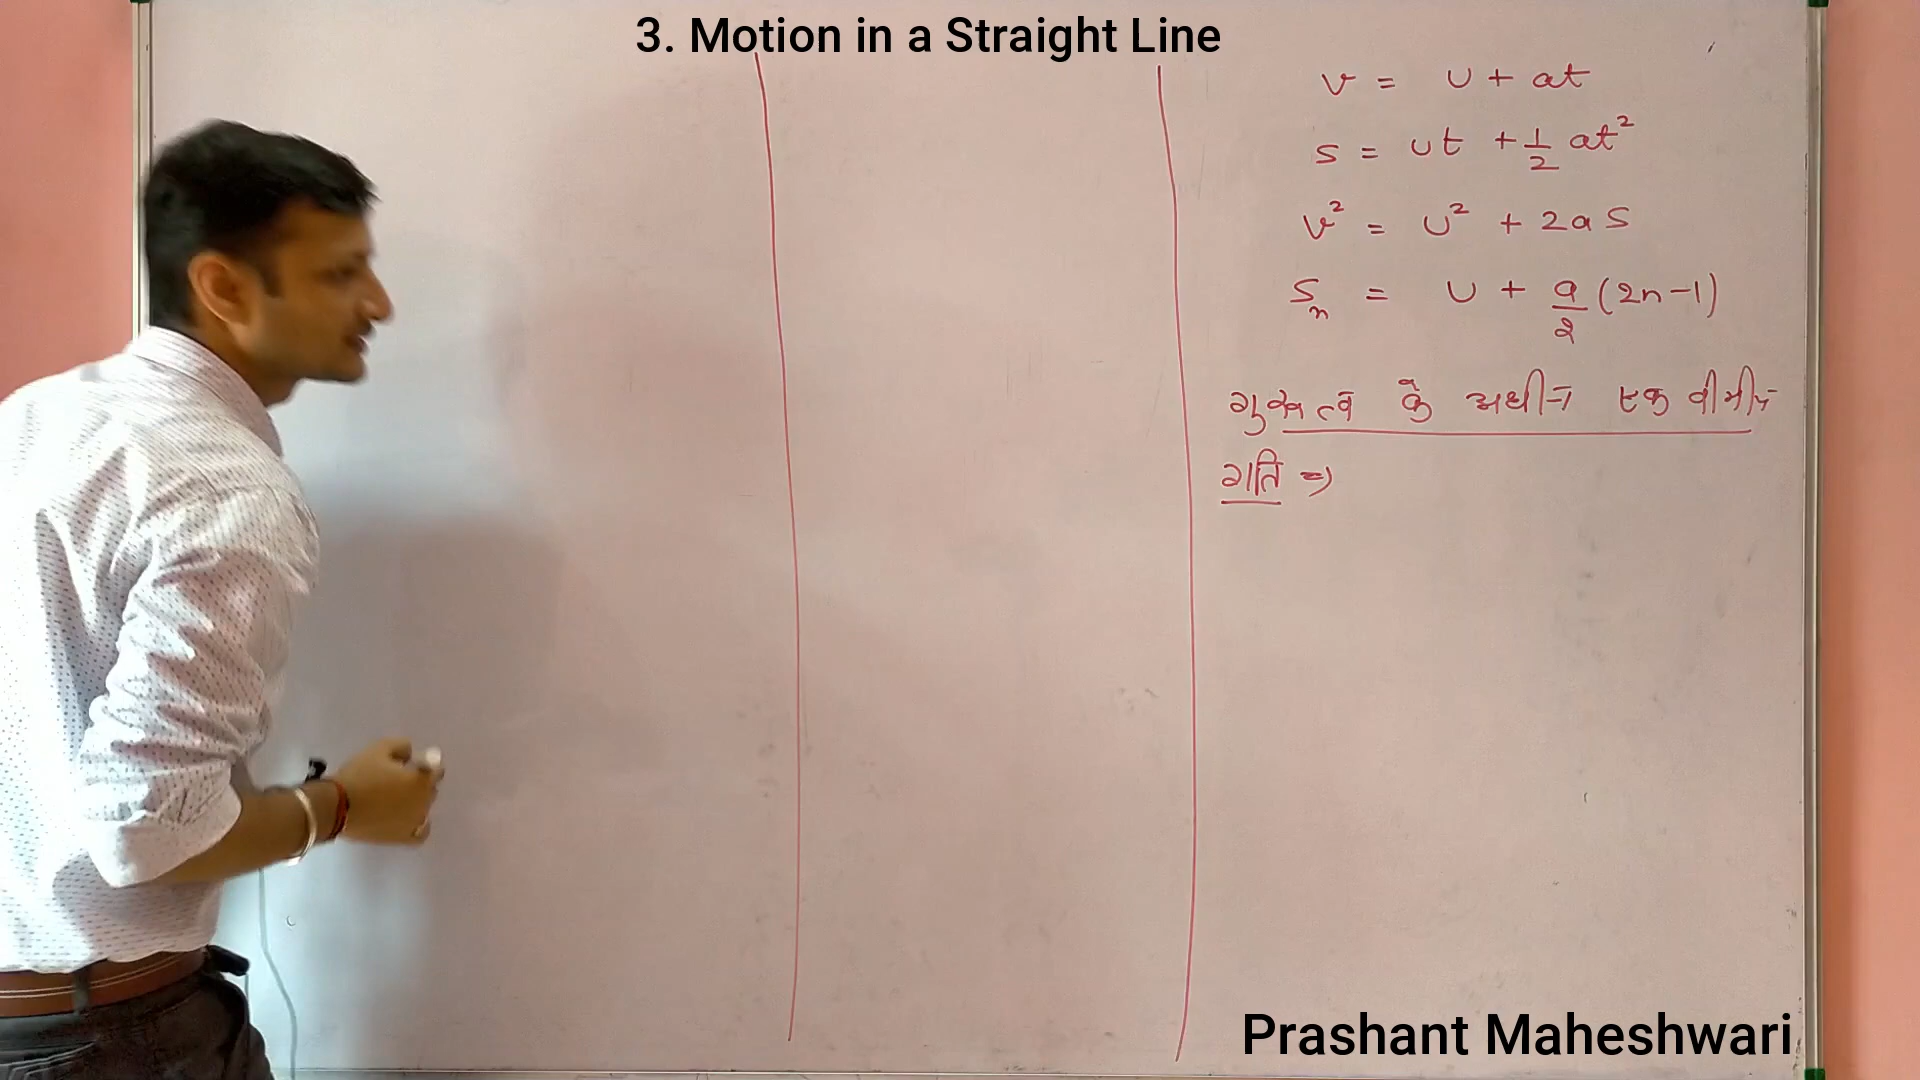 3. Motion in a Straight Line
v = u + at
s = ut + 1/2 at²
v² = u² + 2as
Sₙ = u + a/2 (2n-1)
गुरुत्व के अधीन एक वीमीय
गति ⇒
Prashant Maheshwari